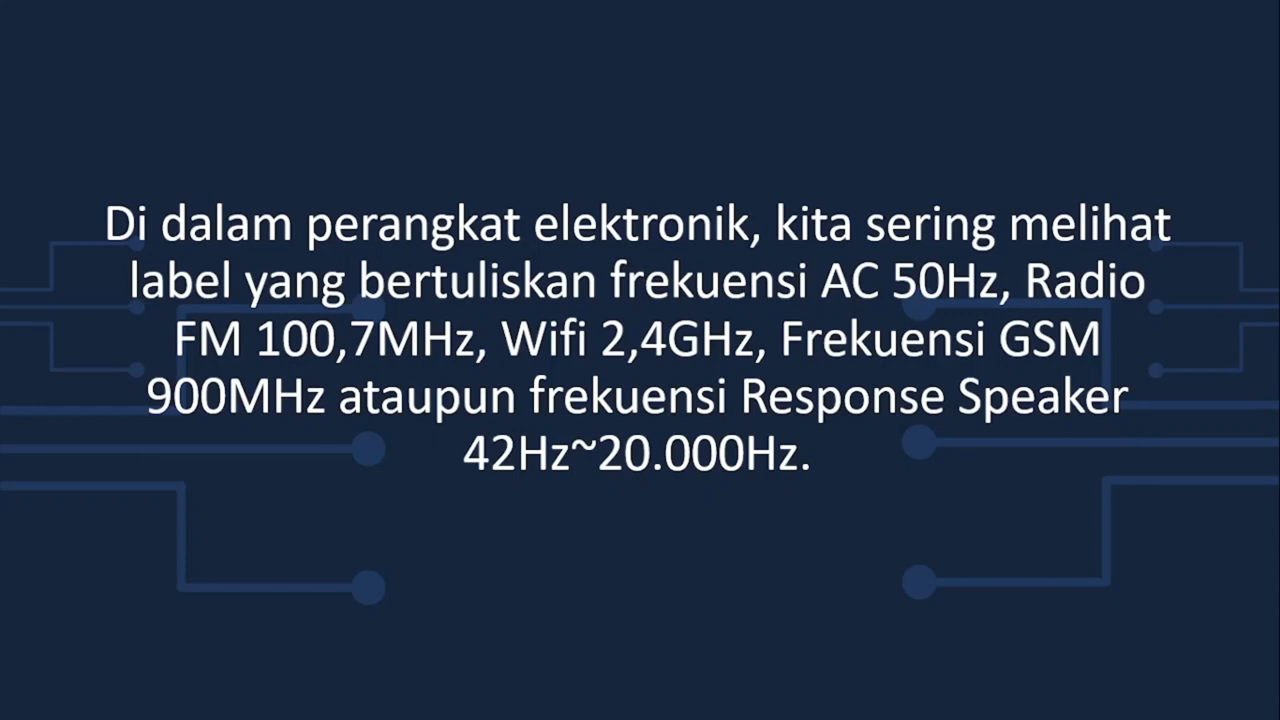 Di dalam perangkat elektronik, kita sering melihat
label yang bertuliskan frekuensi AC 50Hz, Radio
FM 100,7MHz, Wifi 2,4GHz, Frekuensi GSM
900MHz ataupun frekuensi Response Speaker
42Hz~20.000Hz.